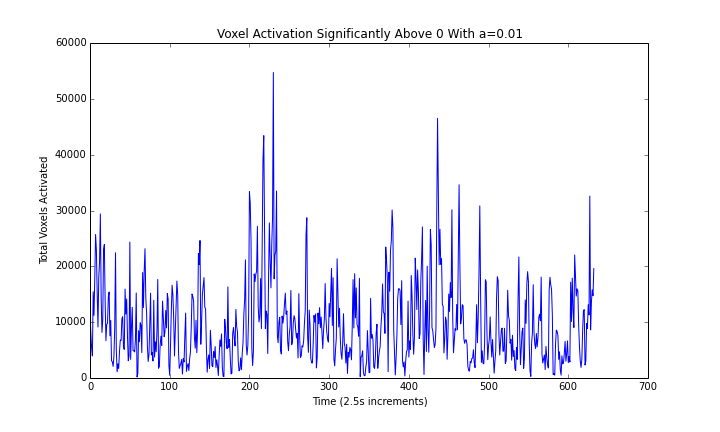 Voxel Activation Significantly Above 0 With a=0.01
60000
50000
40000
30000
20000
10000
0
Total Voxels Activated
0 100 200 300 400 500 600 700
Time (2.5s increments)